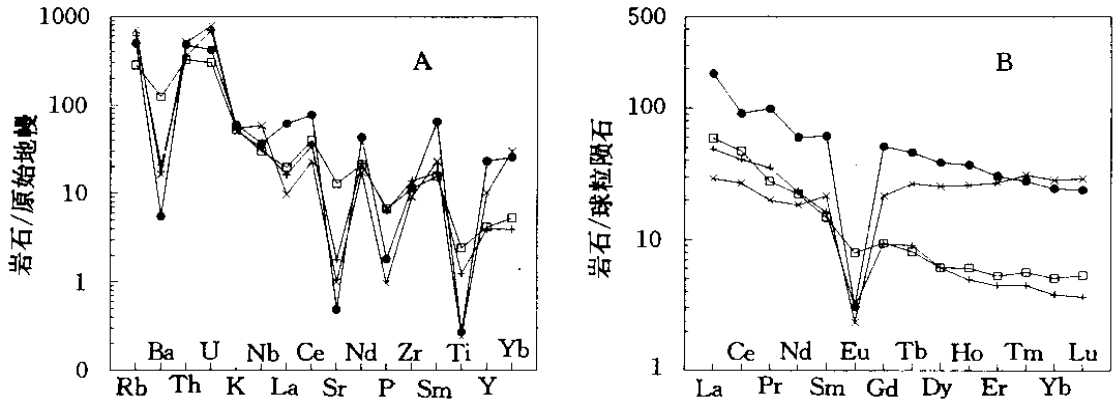 1000
100
10
1
0
岩石/原始地幔
A
Ba U Nb Ce Nd Zr Ti Yb
Rb Th K La Sr P Sm Y
500
100
10
1
岩石/球粒陨石
B
Ce Nd Eu Tb Ho Tm Lu
La Pr Sm Gd Dy Er Yb